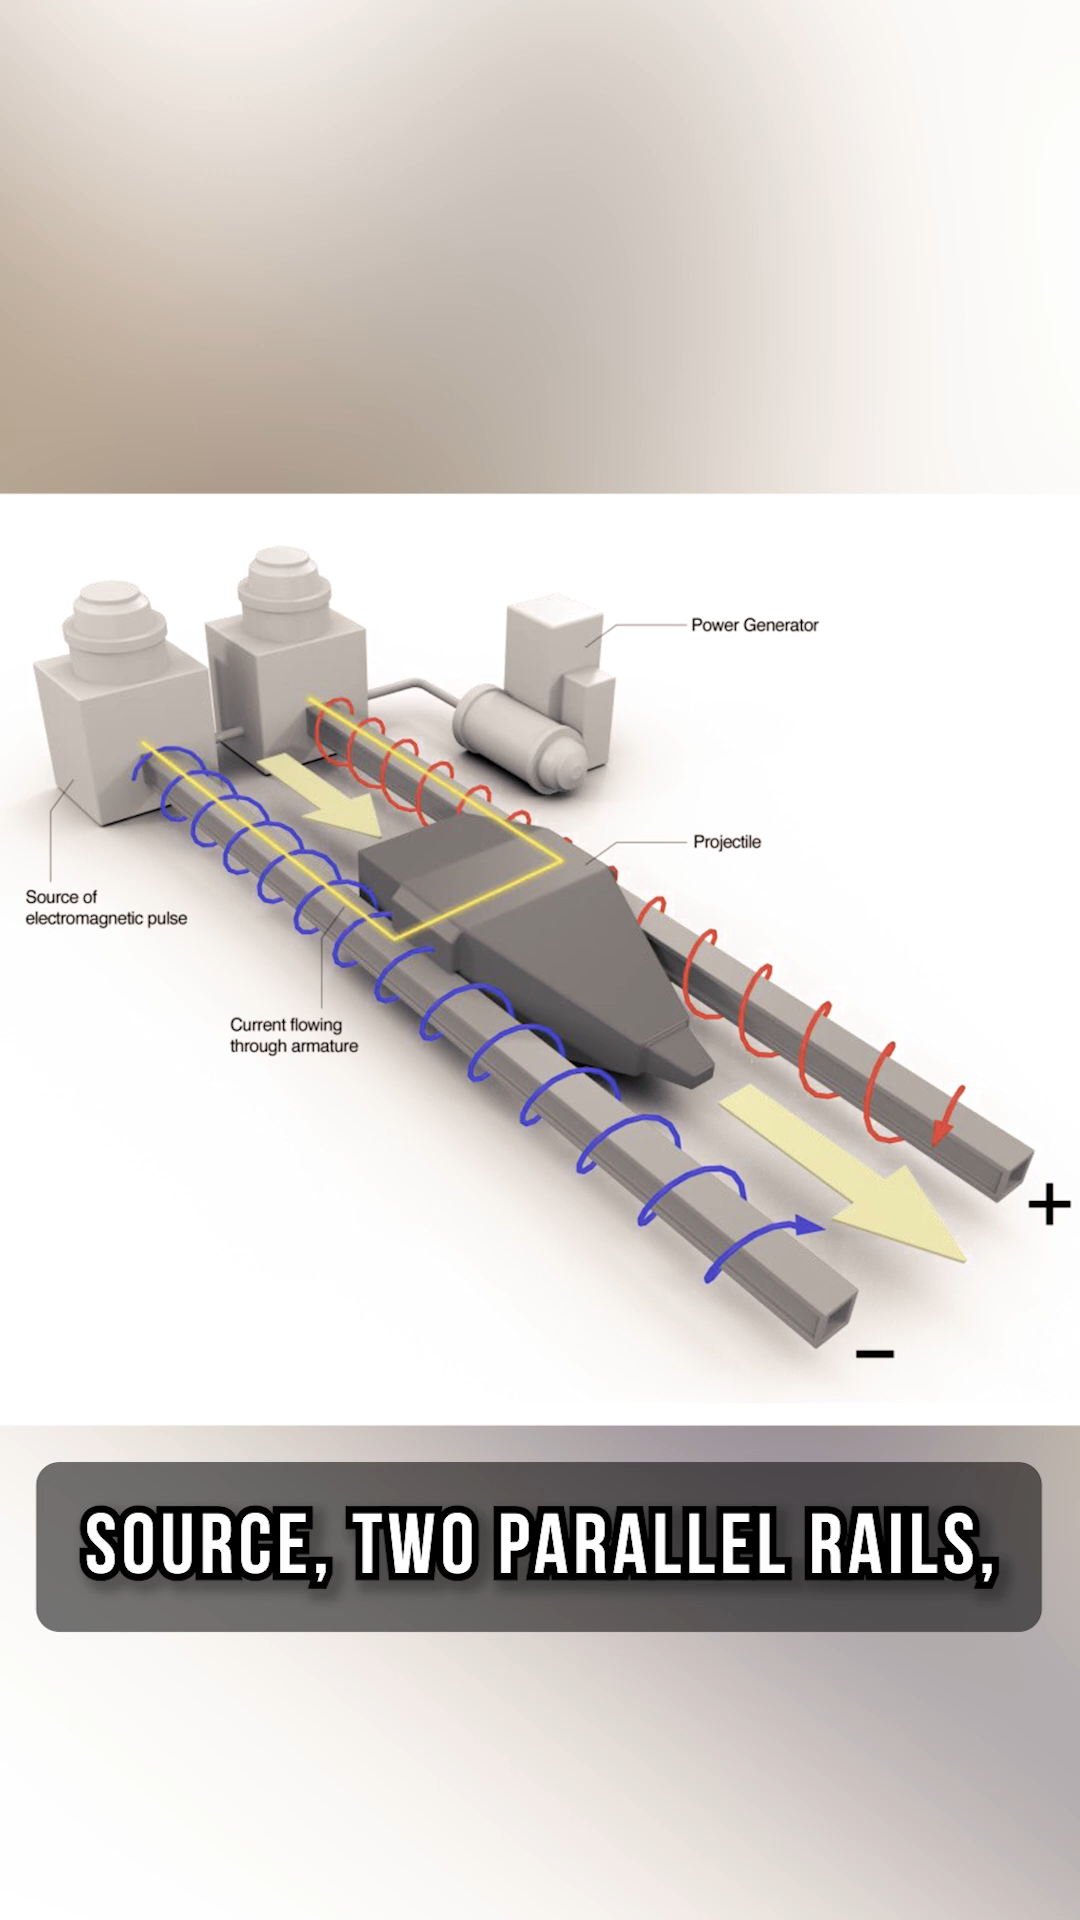 Power Generator
Projectile
Source of
electromagnetic pulse
Current flowing
through armature
+
−
SOURCE, TWO PARALLEL RAILS,